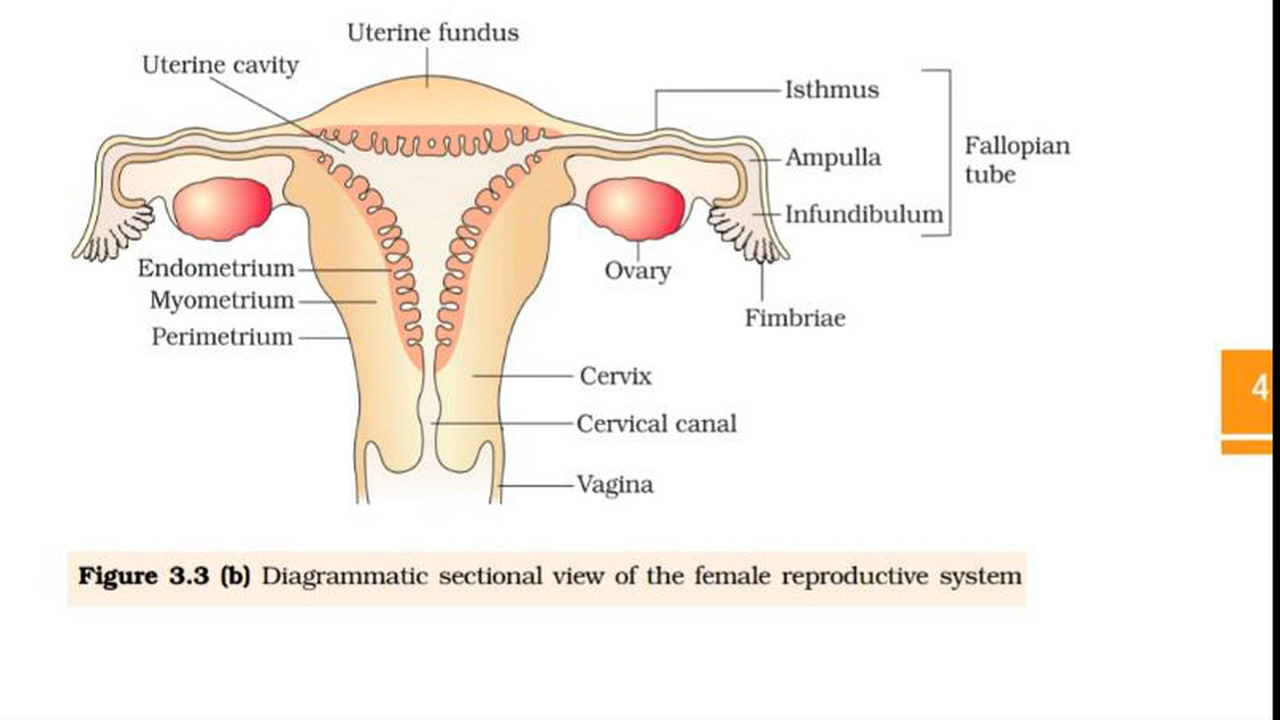 Uterine fundus
Uterine cavity
Isthmus
Ampulla
Fallopian
tube
Infundibulum
Endometrium
Ovary
Myometrium
Fimbriae
Perimetrium
Cervix
4
Cervical canal
Vagina
Figure 3.3 (b) Diagrammatic sectional view of the female reproductive system